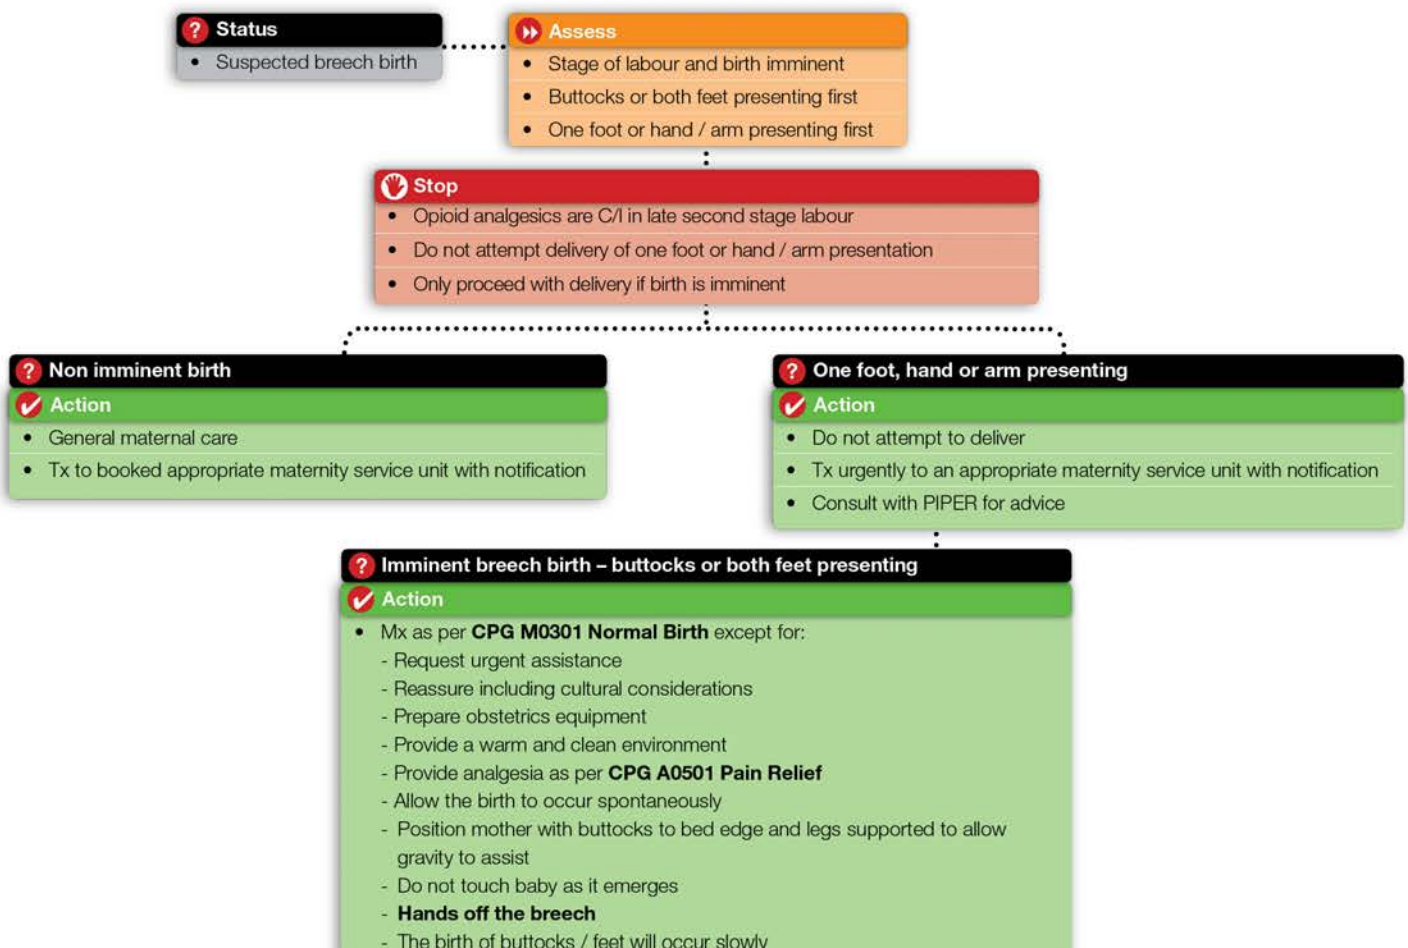 Status
• Suspected breech birth
Assess
• Stage of labour and birth imminent
• Buttocks or both feet presenting first
• One foot or hand / arm presenting first
Stop
• Opioid analgesics are C/I in late second stage labour
• Do not attempt delivery of one foot or hand / arm presentation
• Only proceed with delivery if birth is imminent
? Non imminent birth
Action
• General maternal care
• Tx to booked appropriate maternity service unit with notification
? One foot, hand or arm presenting
Action
• Do not attempt to deliver
• Tx urgently to an appropriate maternity service unit with notification
• Consult with PIPER for advice
? Imminent breech birth – buttocks or both feet presenting
Action
• Mx as per CPG M0301 Normal Birth except for:
- Request urgent assistance
- Reassure including cultural considerations
- Prepare obstetrics equipment
- Provide a warm and clean environment
- Provide analgesia as per CPG A0501 Pain Relief
- Allow the birth to occur spontaneously
- Position mother with buttocks to bed edge and legs supported to allow
gravity to assist
- Do not touch baby as it emerges
- Hands off the breech
- The birth of buttocks / feet will occur slowly